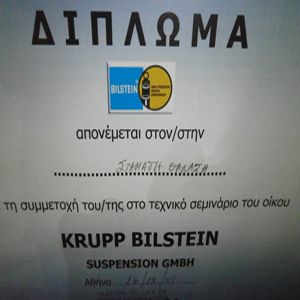 ΔΙΠΛΩΜΑ
BILSTEIN
απονέμεται στον/στην
ΣΤΑΜΑΤΗ ΘΑΝΑΣΗ
τη συμμετοχή του/της στο τεχνικό σεμινάριο του οίκου
KRUPP BILSTEIN
SUSPENSION GMBH
Αθήνα